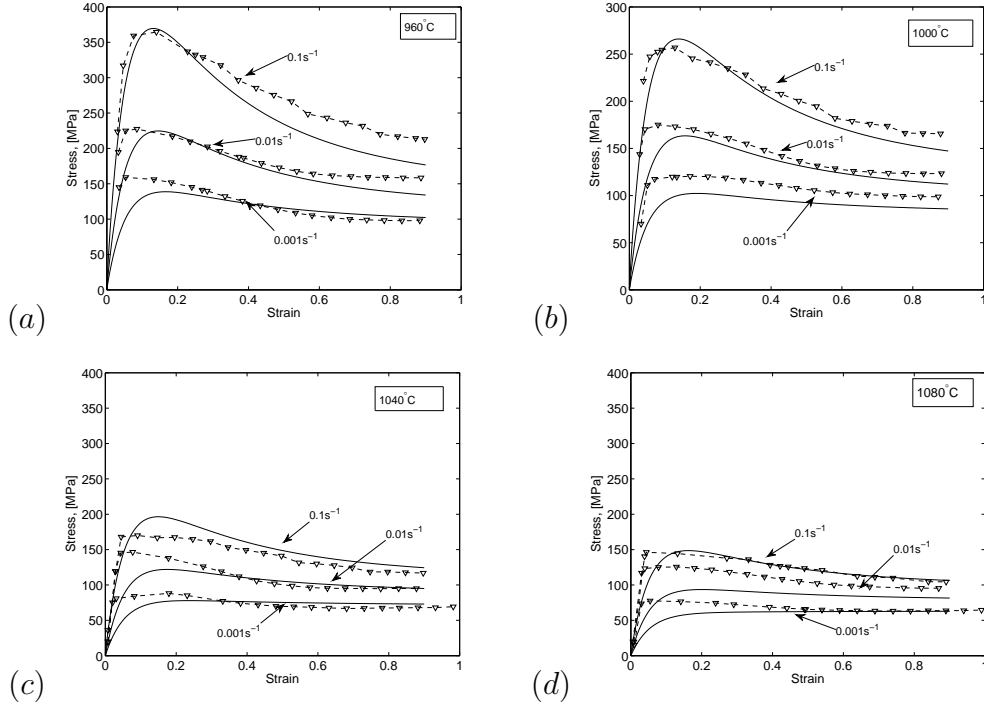 960°C
400
350
300
250
200
150
100
50
0
0 0.2 0.4 0.6 0.8 1
Stress, [MPa]
Strain
0.1s⁻¹
0.01s⁻¹
0.001s⁻¹
(a)
1000°C
300
250
200
150
100
50
0
0 0.2 0.4 0.6 0.8 1
Stress, [MPa]
Strain
0.1s⁻¹
0.01s⁻¹
0.001s⁻¹
(b)
1040°C
400
350
300
250
200
150
100
50
0
0 0.2 0.4 0.6 0.8 1
Stress, [MPa]
Strain
0.1s⁻¹
0.01s⁻¹
0.001s⁻¹
(c)
1080°C
400
350
300
250
200
150
100
50
0
0 0.2 0.4 0.6 0.8 1
Stress, [MPa]
Strain
0.1s⁻¹
0.01s⁻¹
0.001s⁻¹
(d)